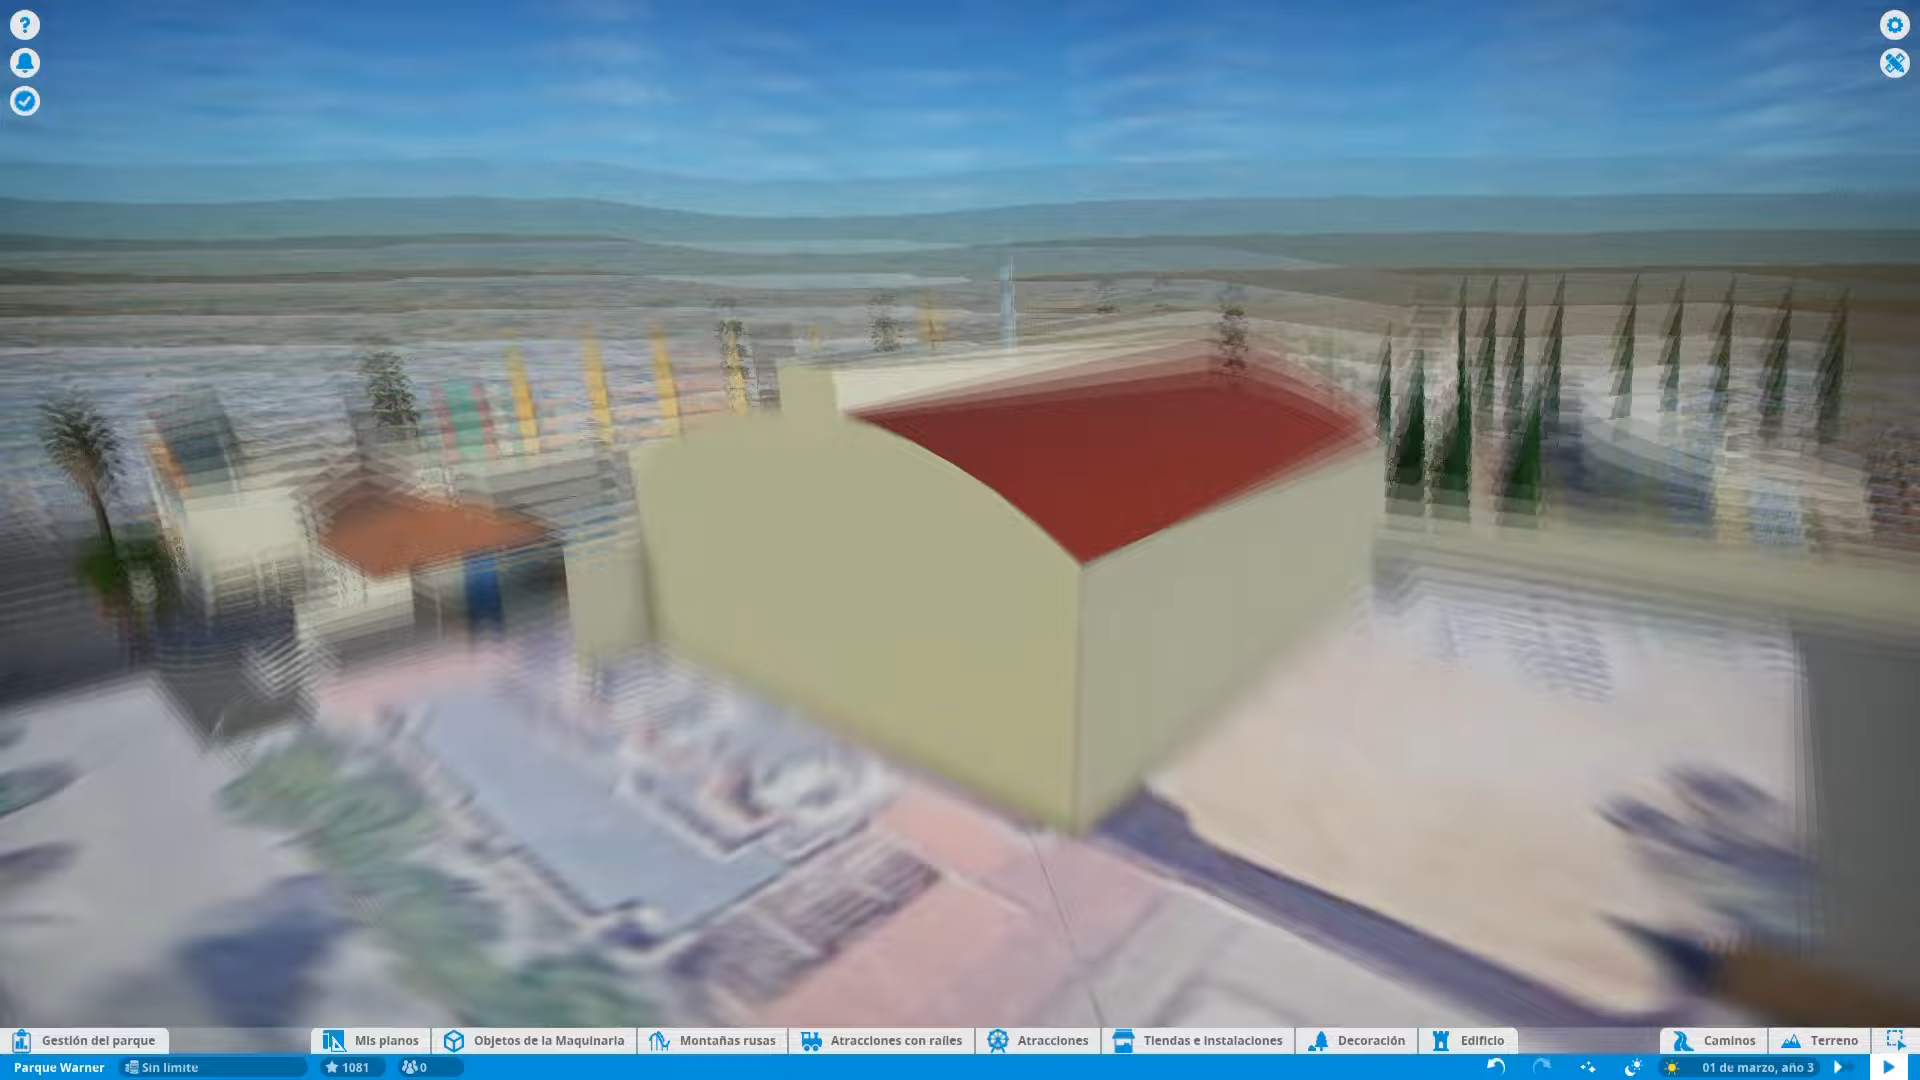 Gestión del parque
Mis planos
Objetos de la Maquinaria
Montañas rusas
Atracciones con raíles
Atracciones
Tiendas e instalaciones
Decoración
Edificio
Caminos
Terreno
Parque Warner
Sin límite
1081
0
01 de marzo, año 3